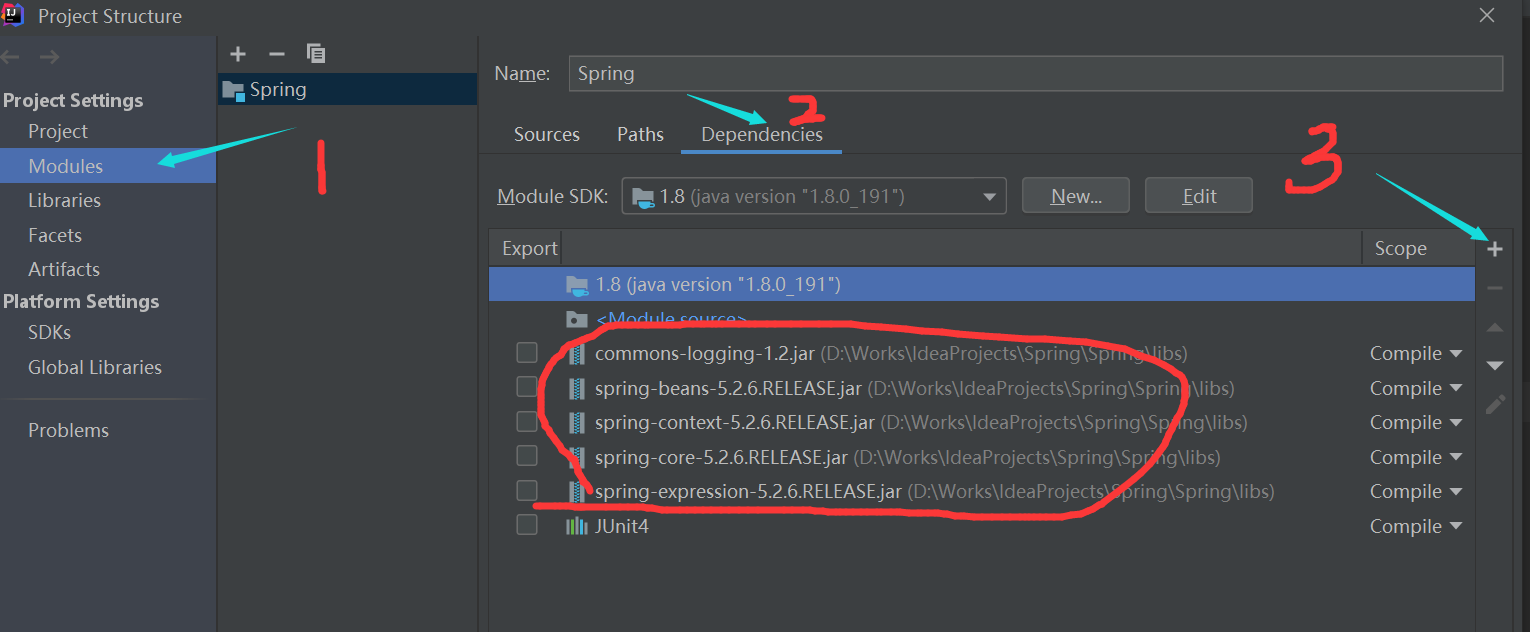 Project Structure
Project Settings
Project
Modules
Libraries
Facets
Artifacts
Platform Settings
SDKs
Global Libraries
Problems
Spring
1
Name: Spring
2
Sources Paths Dependencies
3
Module SDK: 1.8 (java version "1.8.0_191") New... Edit
Export Scope
1.8 (java version "1.8.0_191")
<Module source>
commons-logging-1.2.jar (D:\Works\IdeaProjects\Spring\Spring\libs) Compile
spring-beans-5.2.6.RELEASE.jar (D:\Works\IdeaProjects\Spring\Spring\libs) Compile
spring-context-5.2.6.RELEASE.jar (D:\Works\IdeaProjects\Spring\Spring\libs) Compile
spring-core-5.2.6.RELEASE.jar (D:\Works\IdeaProjects\Spring\Spring\libs) Compile
spring-expression-5.2.6.RELEASE.jar (D:\Works\IdeaProjects\Spring\Spring\libs) Compile
JUnit4 Compile